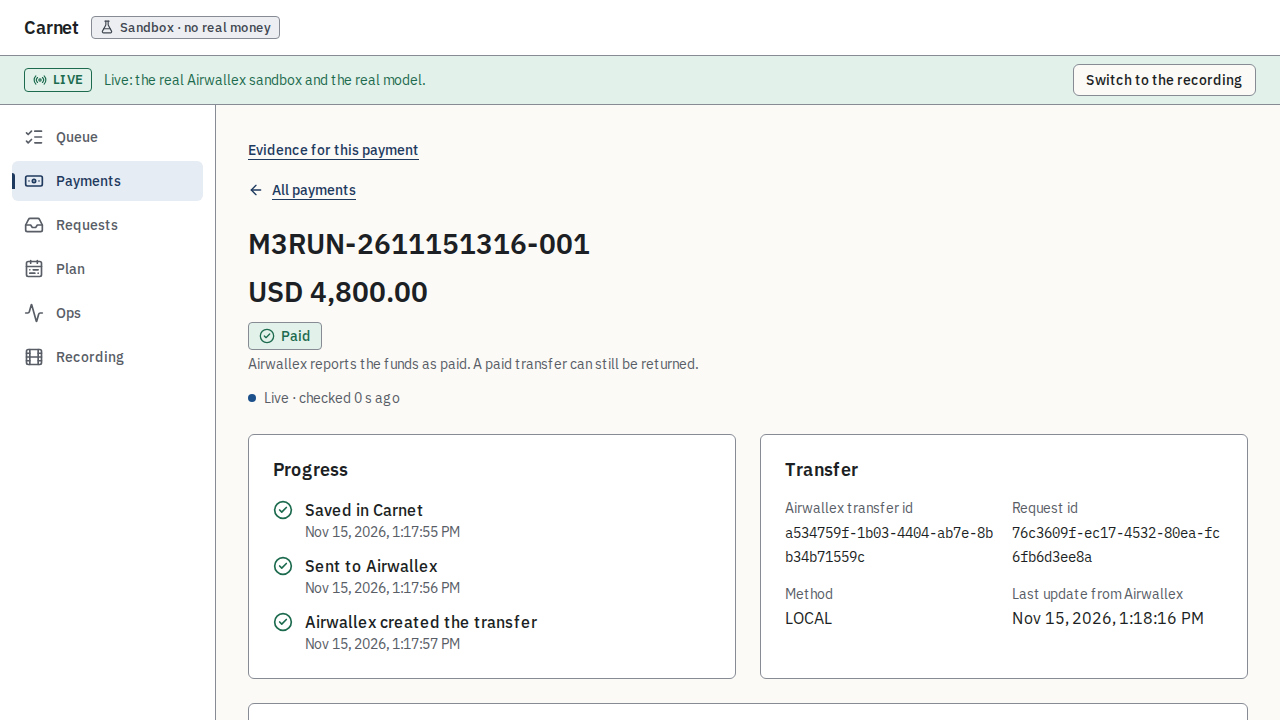 Carnet
Sandbox · no real money
LIVE
Live: the real Airwallex sandbox and the real model.
Switch to the recording
Queue
Payments
Requests
Plan
Ops
Recording
Evidence for this payment
All payments
M3RUN-2611151316-001
USD 4,800.00
Paid
Airwallex reports the funds as paid. A paid transfer can still be returned.
Live · checked 0 s ago
Progress
Saved in Carnet
Nov 15, 2026, 1:17:55 PM
Sent to Airwallex
Nov 15, 2026, 1:17:56 PM
Airwallex created the transfer
Nov 15, 2026, 1:17:57 PM
Transfer
Airwallex transfer id
a534759f-1b03-4404-ab7e-8b
b34b71559c
Request id
76c3609f-ec17-4532-80ea-fc
6fb6d3ee8a
Method
LOCAL
Last update from Airwallex
Nov 15, 2026, 1:18:16 PM